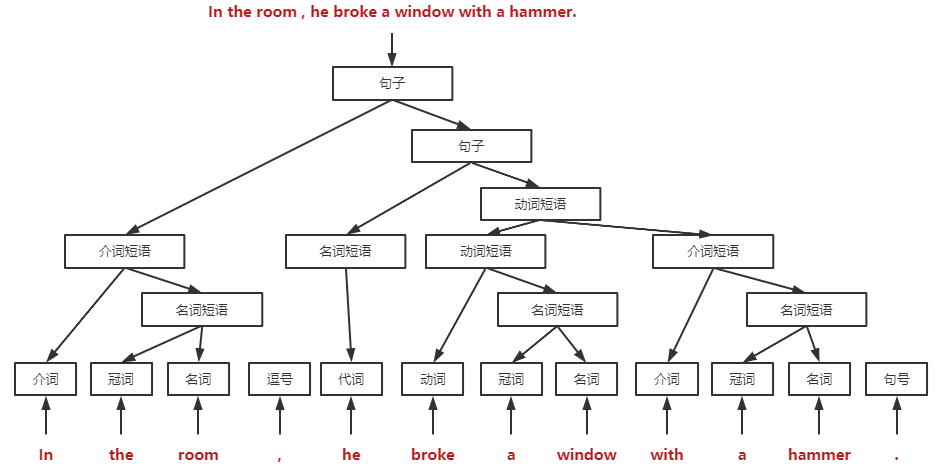 In the room , he broke a window with a hammer.
句子
句子
动词短语
介词短语 名词短语 动词短语 介词短语
名词短语 名词短语 名词短语
介词 冠词 名词 逗号 代词 动词 冠词 名词 介词 冠词 名词 句号
In the room , he broke a window with a hammer .